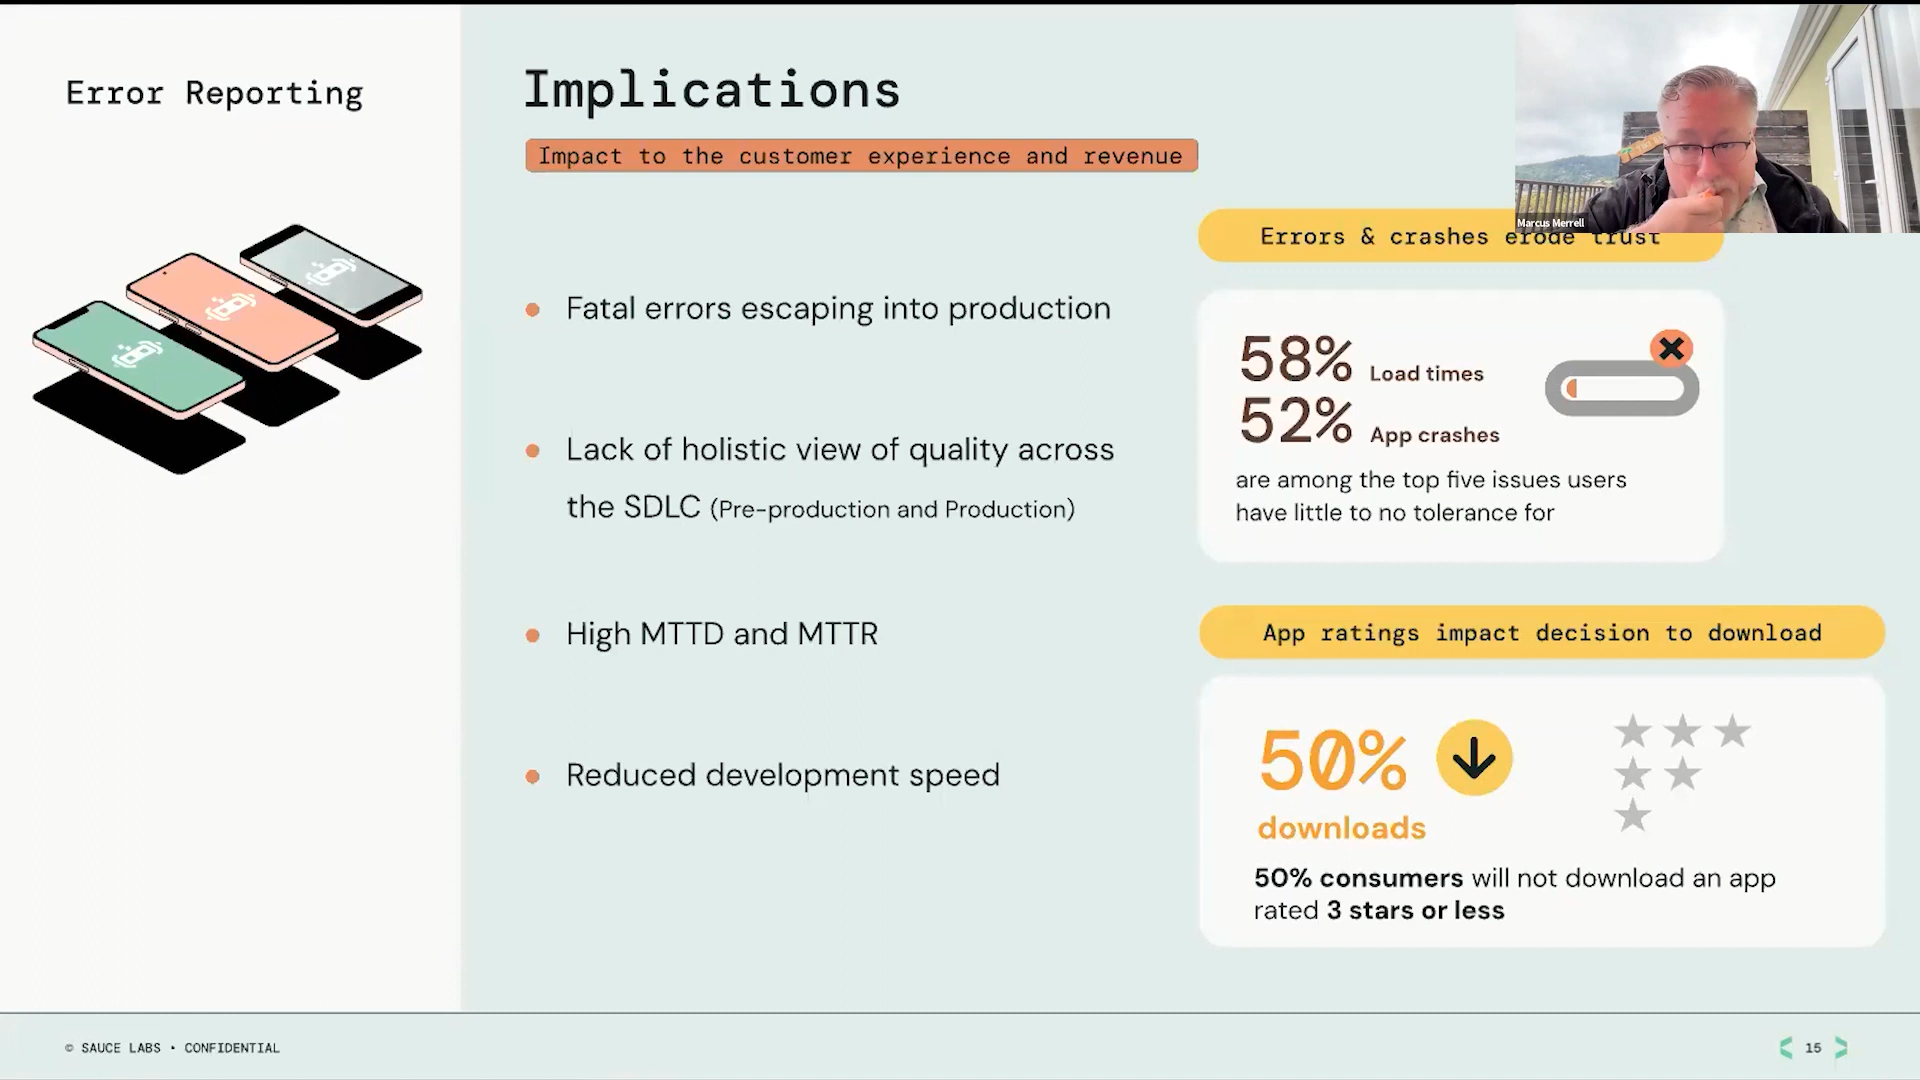 Error Reporting
Implications
Impact to the customer experience and revenue
Fatal errors escaping into production
Lack of holistic view of quality across
the SDLC (Pre-production and Production)
High MTTD and MTTR
Reduced development speed
Marcus Merrell
Errors & crashes erode trust
58% Load times
52% App crashes
are among the top five issues users
have little to no tolerance for
App ratings impact decision to download
50%
downloads
50% consumers will not download an app
rated 3 stars or less
© SAUCE LABS • CONFIDENTIAL
< 15 >